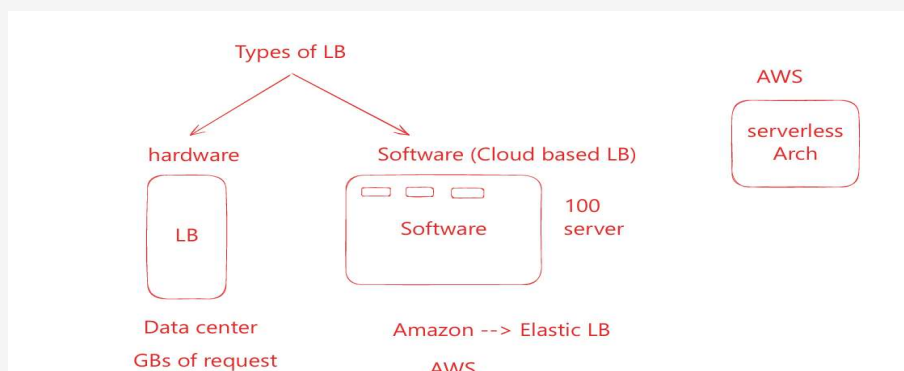 Types of LB
AWS
serverless
Arch
hardware
Software (Cloud based LB)
LB
Software
100
server
Data center
GBs of request
Amazon --> Elastic LB
AWS